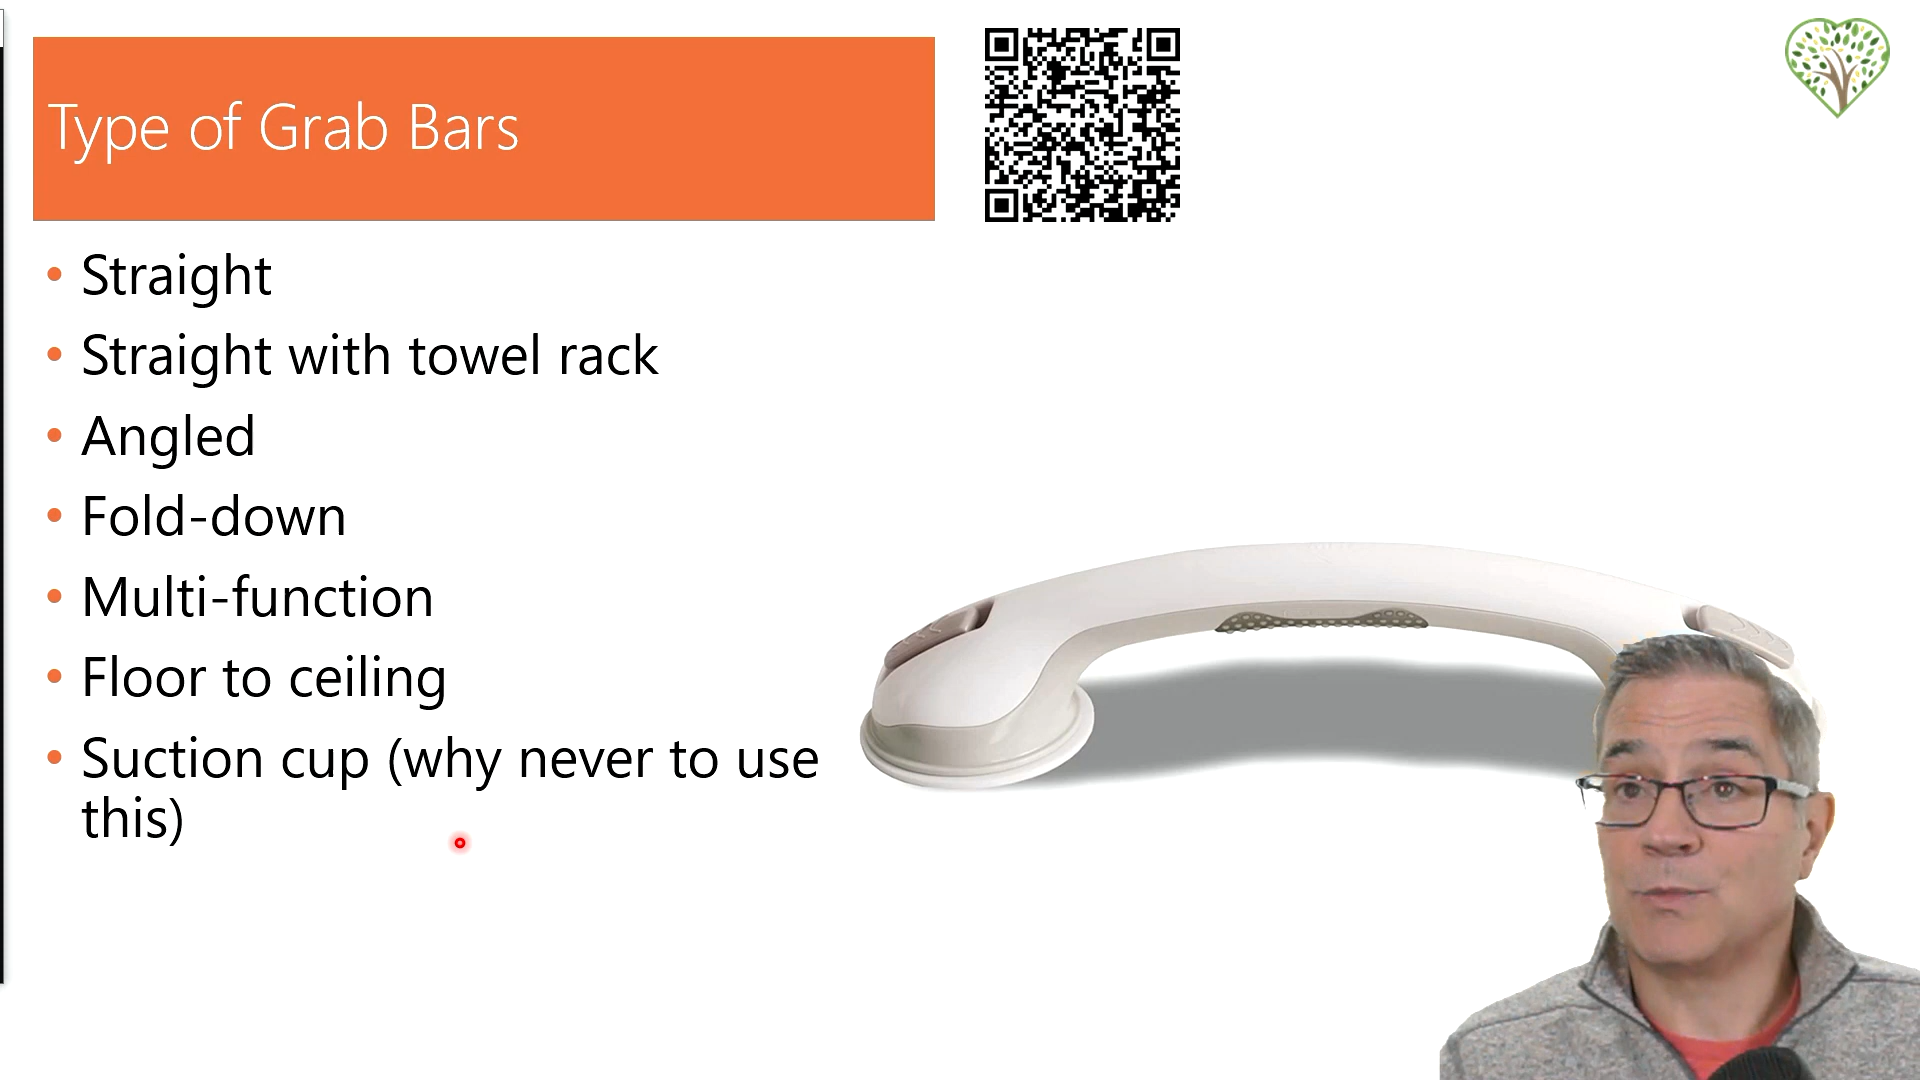 Type of Grab Bars
• Straight
• Straight with towel rack
• Angled
• Fold-down
• Multi-function
• Floor to ceiling
• Suction cup (why never to use
this)